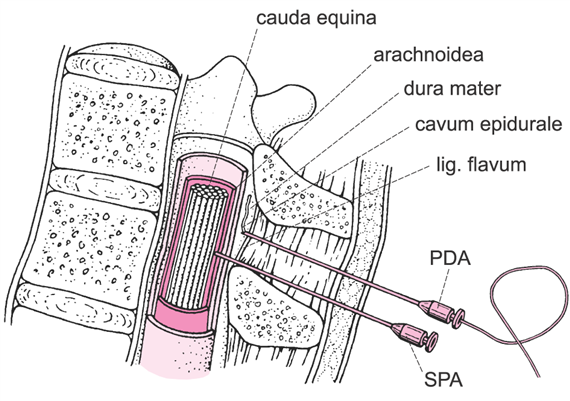 cauda equina
arachnoidea
dura mater
cavum epidurale
lig. flavum
PDA
SPA